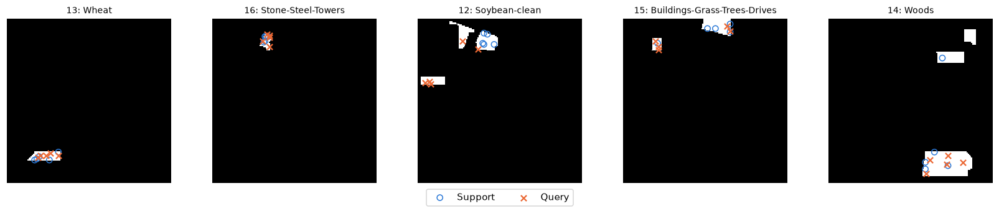 13: Wheat
16: Stone-Steel-Towers
12: Soybean-clean
15: Buildings-Grass-Trees-Drives
14: Woods
Support
Query